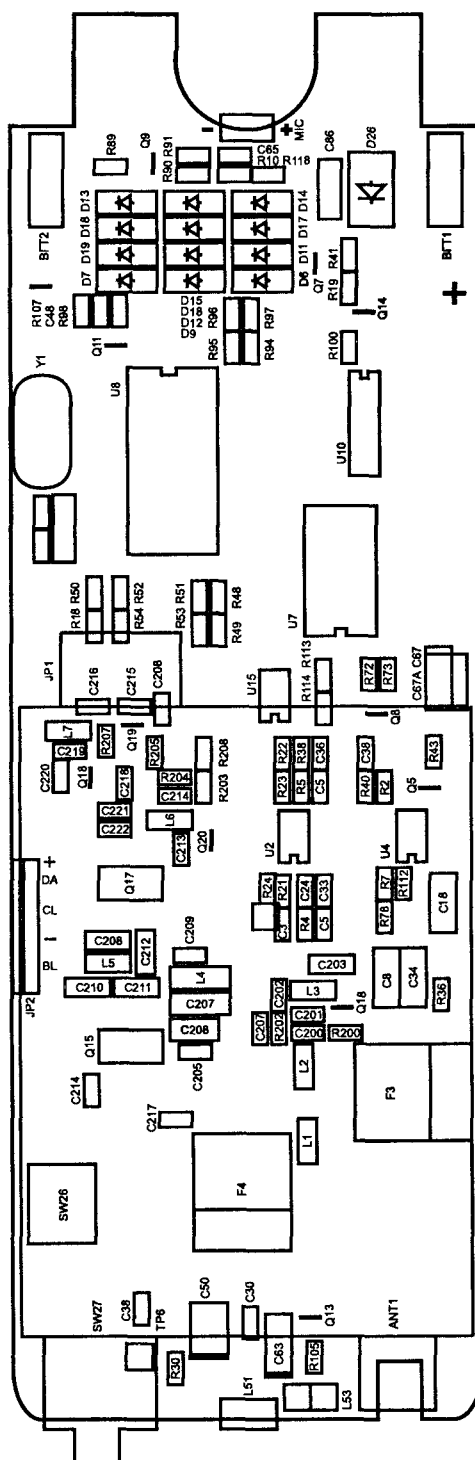 - MIC +
R89
Q9
R91
R90
C65
R10 R118
C86
D26
BTT2
BTT1
D13
D18
D19
D7
D14
D17
D11
D6
Q7
R41
R19
+
R107
C48
R98
Q11
D15
D18
D12
D9
R96
R97
R95
R94
Q14
R100
Y1
U8
U10
U7
R50
R52
R18
R54
R51
R48
R53
R49
JP1
C216
C215
C208
U15
R113
R114
R72
R73
C67
C67A
Q8
L7
R207
Q19
C219
C220
Q18
C218
R205
R204
C214
R208
R203
R22
R38
C36
R23
R5
C5
C38
R40
R2
R43
Q5
C221
C222
L6
C213
Q20
U2
U4
+
DA
CL
-
BL
JP2
Q17
R24
R21
C24
C33
C3
R4
C5
R7
R112
R78
C18
C208
L5
C212
C209
C210
C211
L4
C207
C208
C205
C203
C202
L3
C201
Q18
C207
R202
C200
R200
C8
C34
R36
Q15
L2
F3
C214
C217
L1
F4
SW26
SW27
C38
TP6
C50
C30
Q13
ANT1
C63
R105
R30
L51
L53